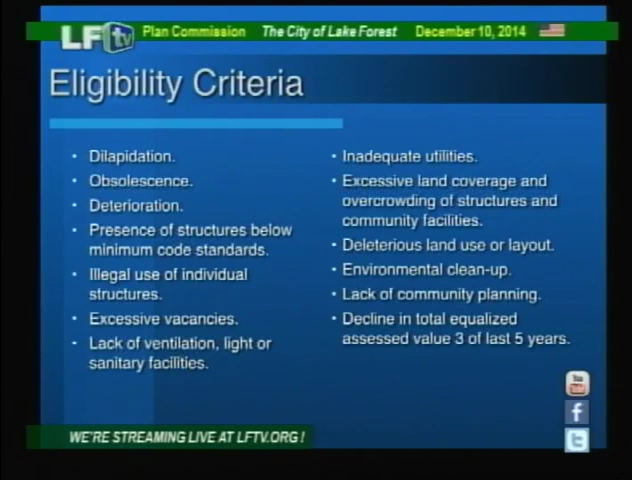 LFtv Plan Commission The City of Lake Forest December 10, 2014
Eligibility Criteria
• Dilapidation.
• Obsolescence.
• Deterioration.
• Presence of structures below
minimum code standards.
• Illegal use of individual
structures.
• Excessive vacancies.
• Lack of ventilation, light or
sanitary facilities.
• Inadequate utilities.
• Excessive land coverage and
overcrowding of structures and
community facilities.
• Deleterious land use or layout.
• Environmental clean-up.
• Lack of community planning.
• Decline in total equalized
assessed value 3 of last 5 years.
You
Tube
f
t
WE'RE STREAMING LIVE AT LFTV.ORG !